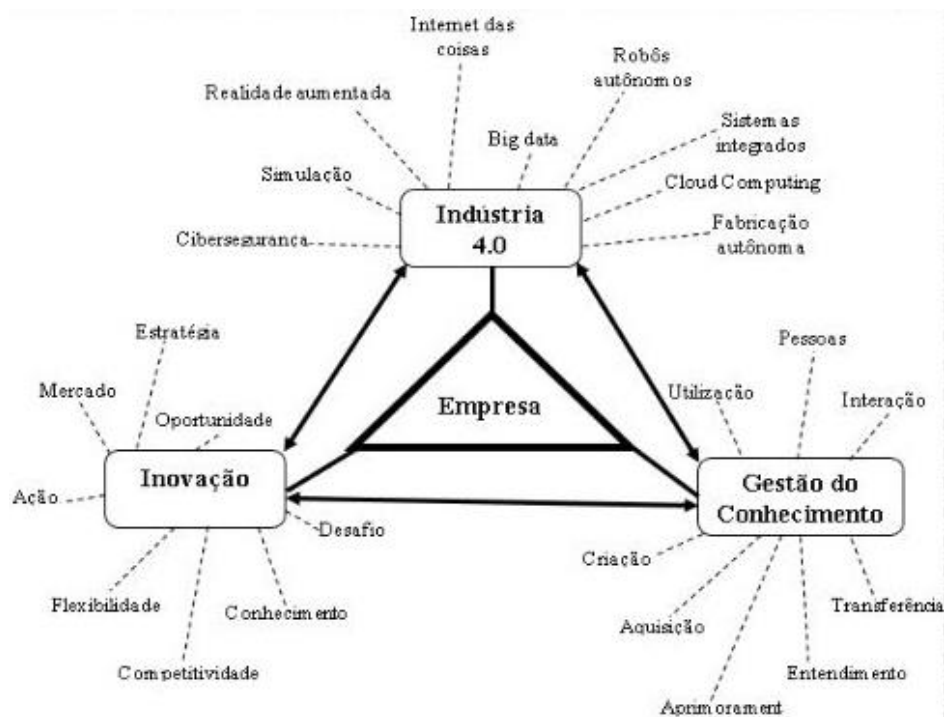 Internet das
coisas
Robôs
autônomos
Realidade aumentada
Big data
Sistemas
integrados
Simulação
Cloud Computing
Indústria
4.0
Cibersegurança
Fabricação
autônoma
Estratégia
Pessoas
Mercado
Utilização
Interação
Oportunidade
Empresa
Inovação
Gestão do
Conhecimento
Ação
Desafio
Criação
Flexibilidade
Conhecimento
Transferência
Aquisição
Competitividade
Entendimento
Aprimorament